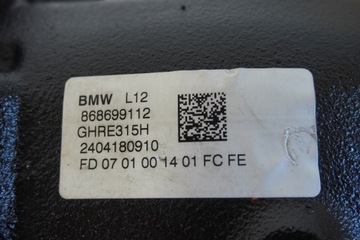 BMW L12
868699112
GHRE315H
2404180910
FD 07 01 00 14 01 FC FE